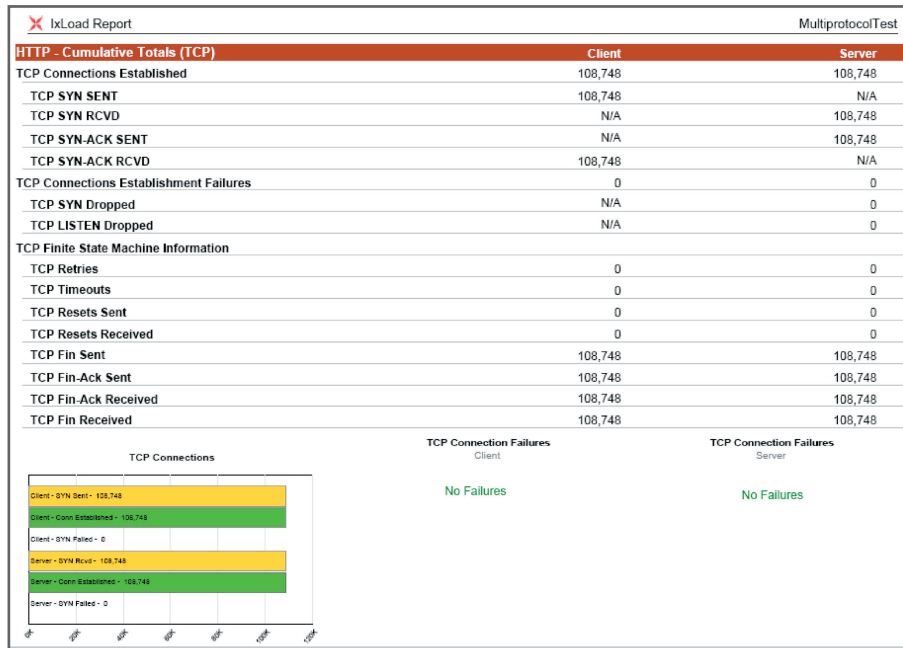 IxLoad Report MultiprotocolTest
HTTP - Cumulative Totals (TCP) Client Server
TCP Connections Established 108,748 108,748
TCP SYN SENT 108,748 N/A
TCP SYN RCVD N/A 108,748
TCP SYN-ACK SENT N/A 108,748
TCP SYN-ACK RCVD 108,748 N/A
TCP Connections Establishment Failures 0 0
TCP SYN Dropped N/A 0
TCP LISTEN Dropped N/A 0
TCP Finite State Machine Information
TCP Retries 0 0
TCP Timeouts 0 0
TCP Resets Sent 0 0
TCP Resets Received 0 0
TCP Fin Sent 108,748 108,748
TCP Fin-Ack Sent 108,748 108,748
TCP Fin-Ack Received 108,748 108,748
TCP Fin Received 108,748 108,748
TCP Connections
Client - SYN Sent - 108,748
Client - Conn Established - 108,748
Client - SYN Failed - 0
Server - SYN Rcvd - 108,748
Server - Conn Established - 108,748
Server - SYN Failed - 0
0K 20K 40K 60K 80K 100K 120K
TCP Connection Failures
Client
No Failures
TCP Connection Failures
Server
No Failures